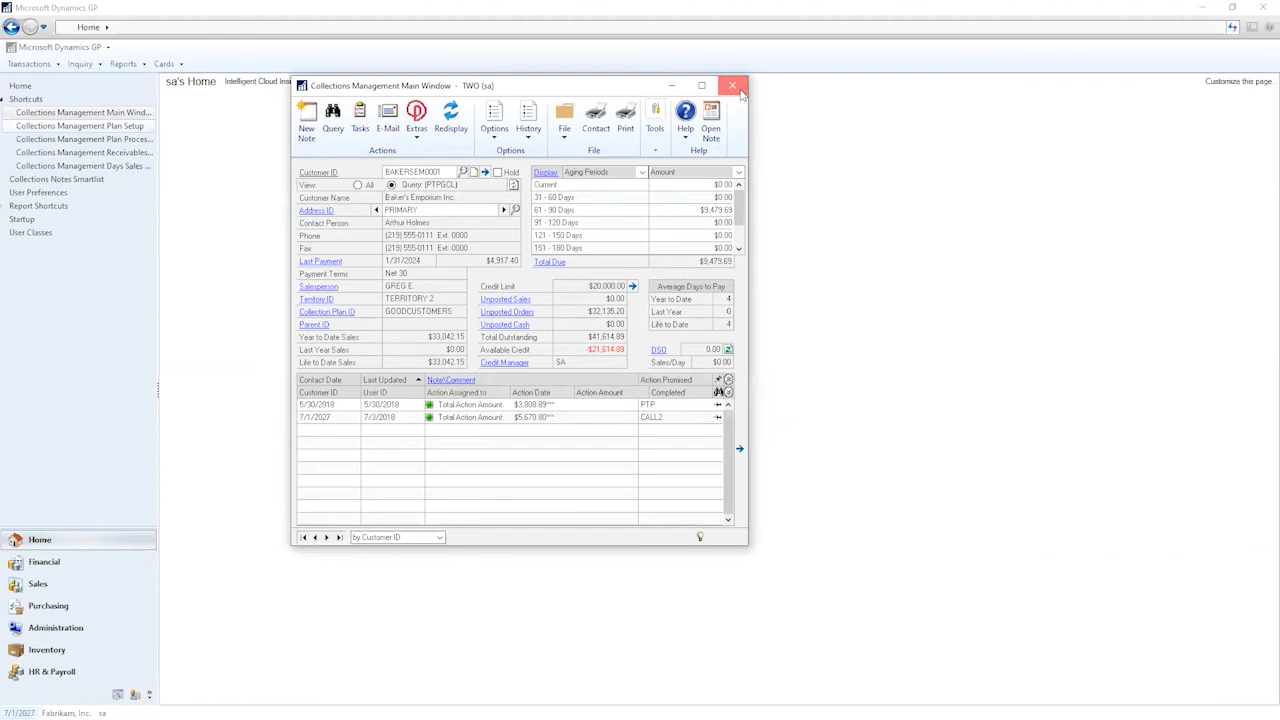 Microsoft Dynamics GP
Home
Microsoft Dynamics GP
Transactions Inquiry Reports Cards
Home
Shortcuts
Collections Management Main Wind...
Collections Management Plan Setup
Collections Management Plan Proces...
Collections Management Receivables...
Collections Management Days Sales ...
Collections Notes Smartlist
User Preferences
Report Shortcuts
Startup
User Classes
Home
Financial
Sales
Purchasing
Administration
Inventory
HR & Payroll
7/1/2027 Fabrikam, Inc. sa
sa's Home Intelligent Cloud Insi
Customize this page.
Collections Management Main Window - TWO (sa)
New Note Query Tasks E-Mail Extras Redisplay Options History File Contact Print Tools Help Open Note
Actions Options File Help
Customer ID BAKERSEM0001 Hold
View: All Query: (PTPGCL)
Customer Name Baker's Emporium Inc.
Address ID PRIMARY
Contact Person Arthur Holmes
Phone (219) 555-0111 Ext. 0000
Fax (219) 555-0111 Ext. 0000
Last Payment 1/31/2024 $4,917.40
Payment Terms Net 30
Salesperson GREG E.
Territory ID TERRITORY 2
Collection Plan ID GOODCUSTOMERS
Parent ID
Year to Date Sales $33,042.15
Last Year Sales $0.00
Life to Date Sales $33,042.15
Display: Aging Periods Amount
Current $0.00
31 - 60 Days $0.00
61 - 90 Days $9,479.69
91 - 120 Days $0.00
121 - 150 Days $0.00
151 - 180 Days $0.00
Total Due $9,479.69
Credit Limit $20,000.00
Unposted Sales $0.00
Unposted Orders $32,135.20
Unposted Cash $0.00
Total Outstanding $41,614.89
Available Credit -$21,614.89
Credit Manager SA
Average Days to Pay
Year to Date 4
Last Year 0
Life to Date 4
DSO 0.00
Sales/Day $0.00
Contact Date Last Updated Note\Comment Action Promised
Customer ID User ID Action Assigned to Action Date Action Amount Completed
5/30/2018 5/30/2018 Total Action Amount: $3,808.89*** PTP
7/1/2027 7/3/2018 Total Action Amount: $5,670.80*** CALL2
by Customer ID